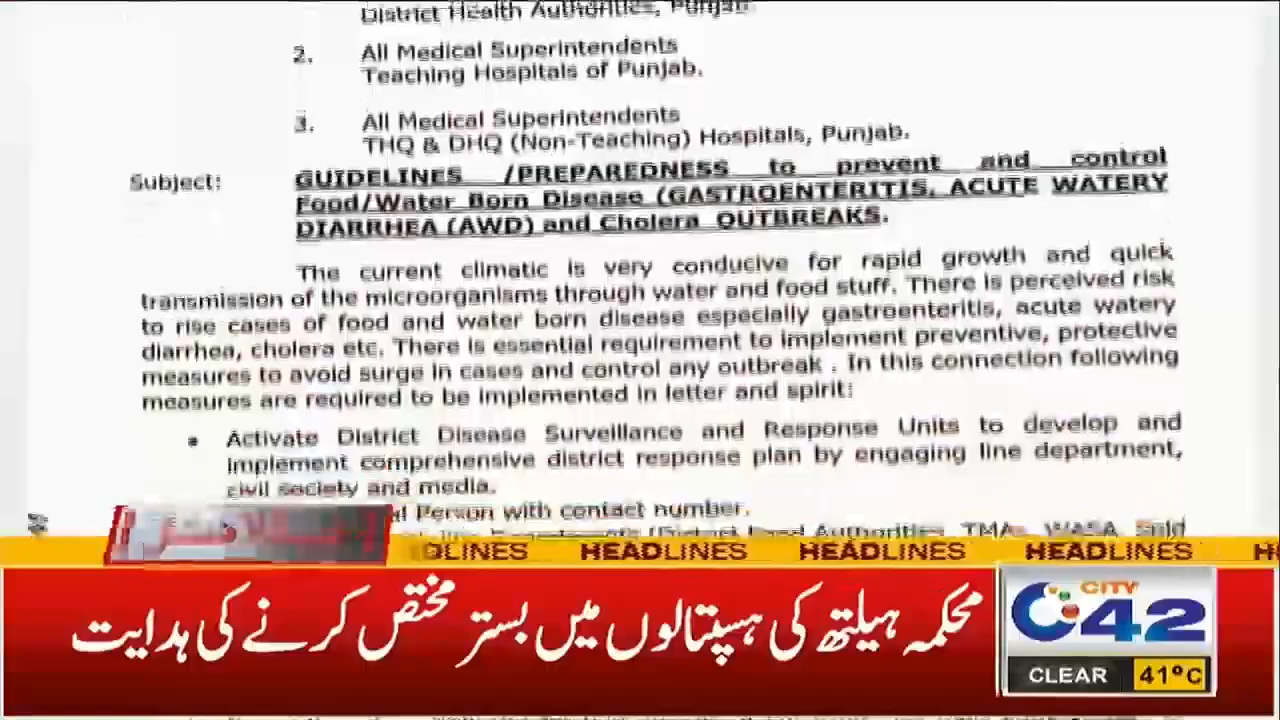 District Health Authorities, Punjab.
2. All Medical Superintendents
Teaching Hospitals of Punjab.
3. All Medical Superintendents
THQ & DHQ (Non-Teaching) Hospitals, Punjab.
Subject: GUIDELINES /PREPAREDNESS to prevent and control
Food/Water Born Disease (GASTROENTERITIS, ACUTE WATERY
DIARRHEA (AWD) and Cholera OUTBREAKS.
The current climatic is very conducive for rapid growth and quick
transmission of the microorganisms through water and food stuff. There is perceived risk
to rise cases of food and water born disease especially gastroenteritis, acute watery
diarrhea, cholera etc. There is essential requirement to implement preventive, protective
measures to avoid surge in cases and control any outbreak . In this connection following
measures are required to be implemented in letter and spirit:
• Activate District Disease Surveillance and Response Units to develop and
implement comprehensive district response plan by engaging line department,
civil society and media.
Person with contact number.
(District Food Authorities, TMAs, WASA, Solid
HEADLINES HEADLINES HEADLINES
محکمہ ہیلتھ کی ہسپتالوں میں بستر مختص کرنے کی ہدایت
CITY
42
CLEAR 41°C